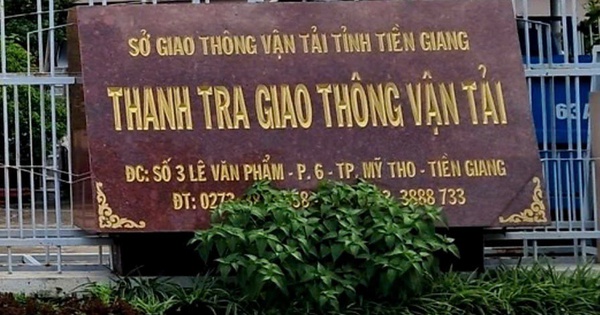 SỞ GIAO THÔNG VẬN TẢI TỈNH TIỀN GIANG
THANH TRA GIAO THÔNG VẬN TẢI
ĐC: SỐ 3 LÊ VĂN PHẨM - P. 6 - TP. MỸ THO - TIỀN GIANG
ĐT: 0273 3888 733
63A